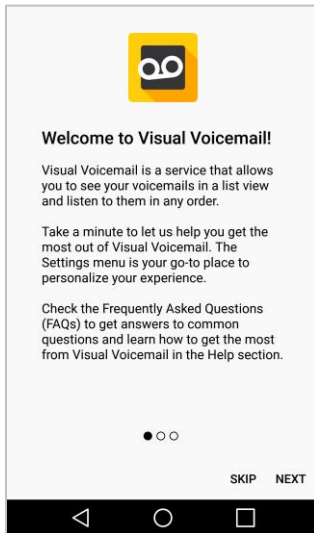 Welcome to Visual Voicemail!
Visual Voicemail is a service that allows
you to see your voicemails in a list view
and listen to them in any order.
Take a minute to let us help you get the
most out of Visual Voicemail. The
Settings menu is your go-to place to
personalize your experience.
Check the Frequently Asked Questions
(FAQs) to get answers to common
questions and learn how to get the most
from Visual Voicemail in the Help section.
SKIP NEXT